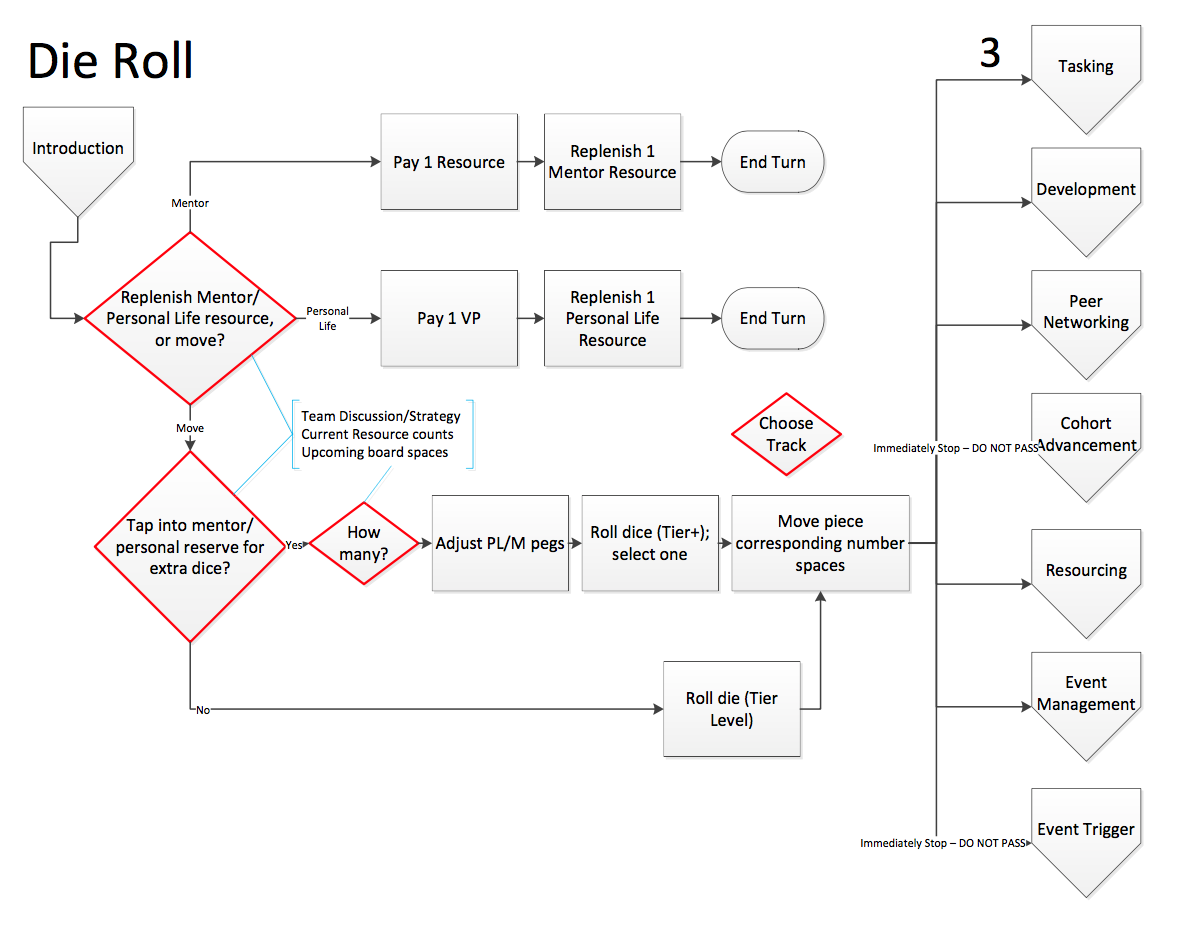 Die Roll
3
Tasking
Introduction
Pay 1 Resource
Replenish 1
Mentor Resource
End Turn
Mentor
Development
Replenish Mentor/
Personal Life resource,
or move?
Personal
Life
Pay 1 VP
Replenish 1
Personal Life
Resource
End Turn
Peer
Networking
Move
Team Discussion/Strategy
Current Resource counts
Upcoming board spaces
Choose
Track
Immediately Stop – DO NOT PASS
Cohort
Advancement
Tap into mentor/
personal reserve for
extra dice?
Yes
How
many?
Adjust PL/M pegs
Roll dice (Tier+);
select one
Move piece
corresponding number
spaces
Resourcing
No
Roll die (Tier
Level)
Event
Management
Immediately Stop – DO NOT PASS
Event Trigger